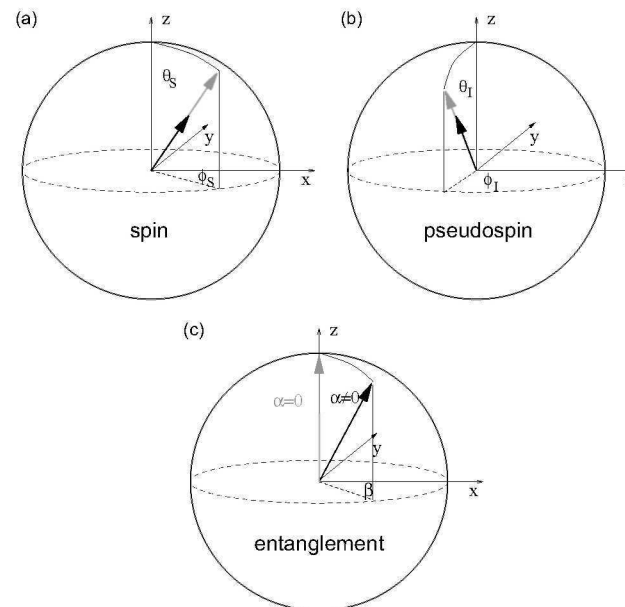 (a)
z
θS
y
x
ϕS
spin
(b)
z
θI
y
ϕI
pseudospin
(c)
z
α=0
α≠0
y
x
β
entanglement